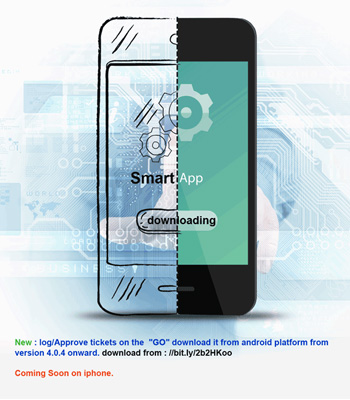 Smart App
downloading
BUSINESS
New : log/Approve tickets on the "GO" download it from android platform from
version 4.0.4 onward. download from : //bit.ly/2b2HKoo
Coming Soon on iphone.